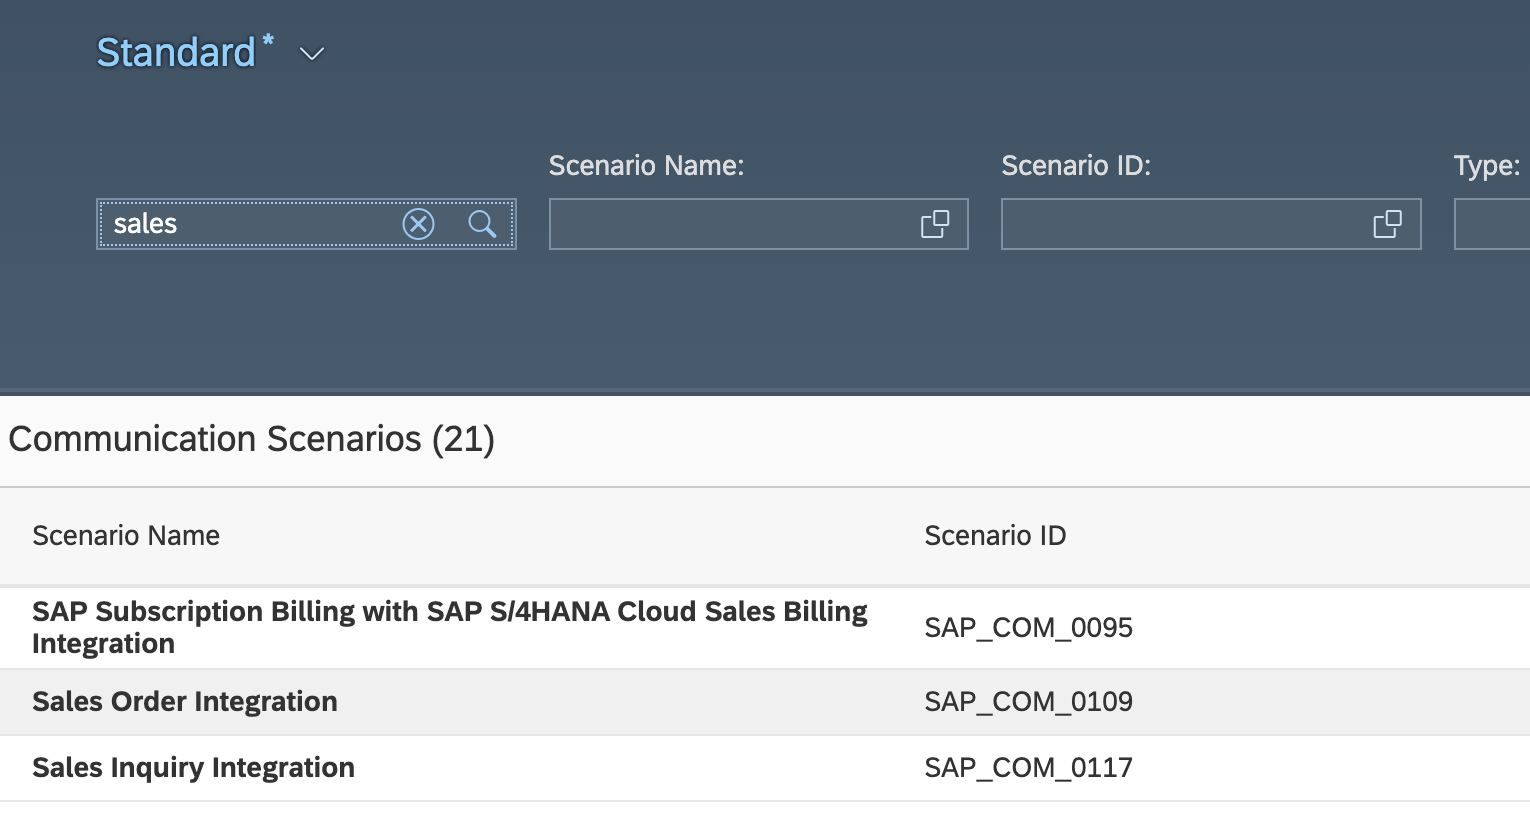 Standard *
Scenario Name:
Scenario ID:
Type:
sales
Communication Scenarios (21)
Scenario Name
Scenario ID
SAP Subscription Billing with SAP S/4HANA Cloud Sales Billing
Integration
SAP_COM_0095
Sales Order Integration
SAP_COM_0109
Sales Inquiry Integration
SAP_COM_0117